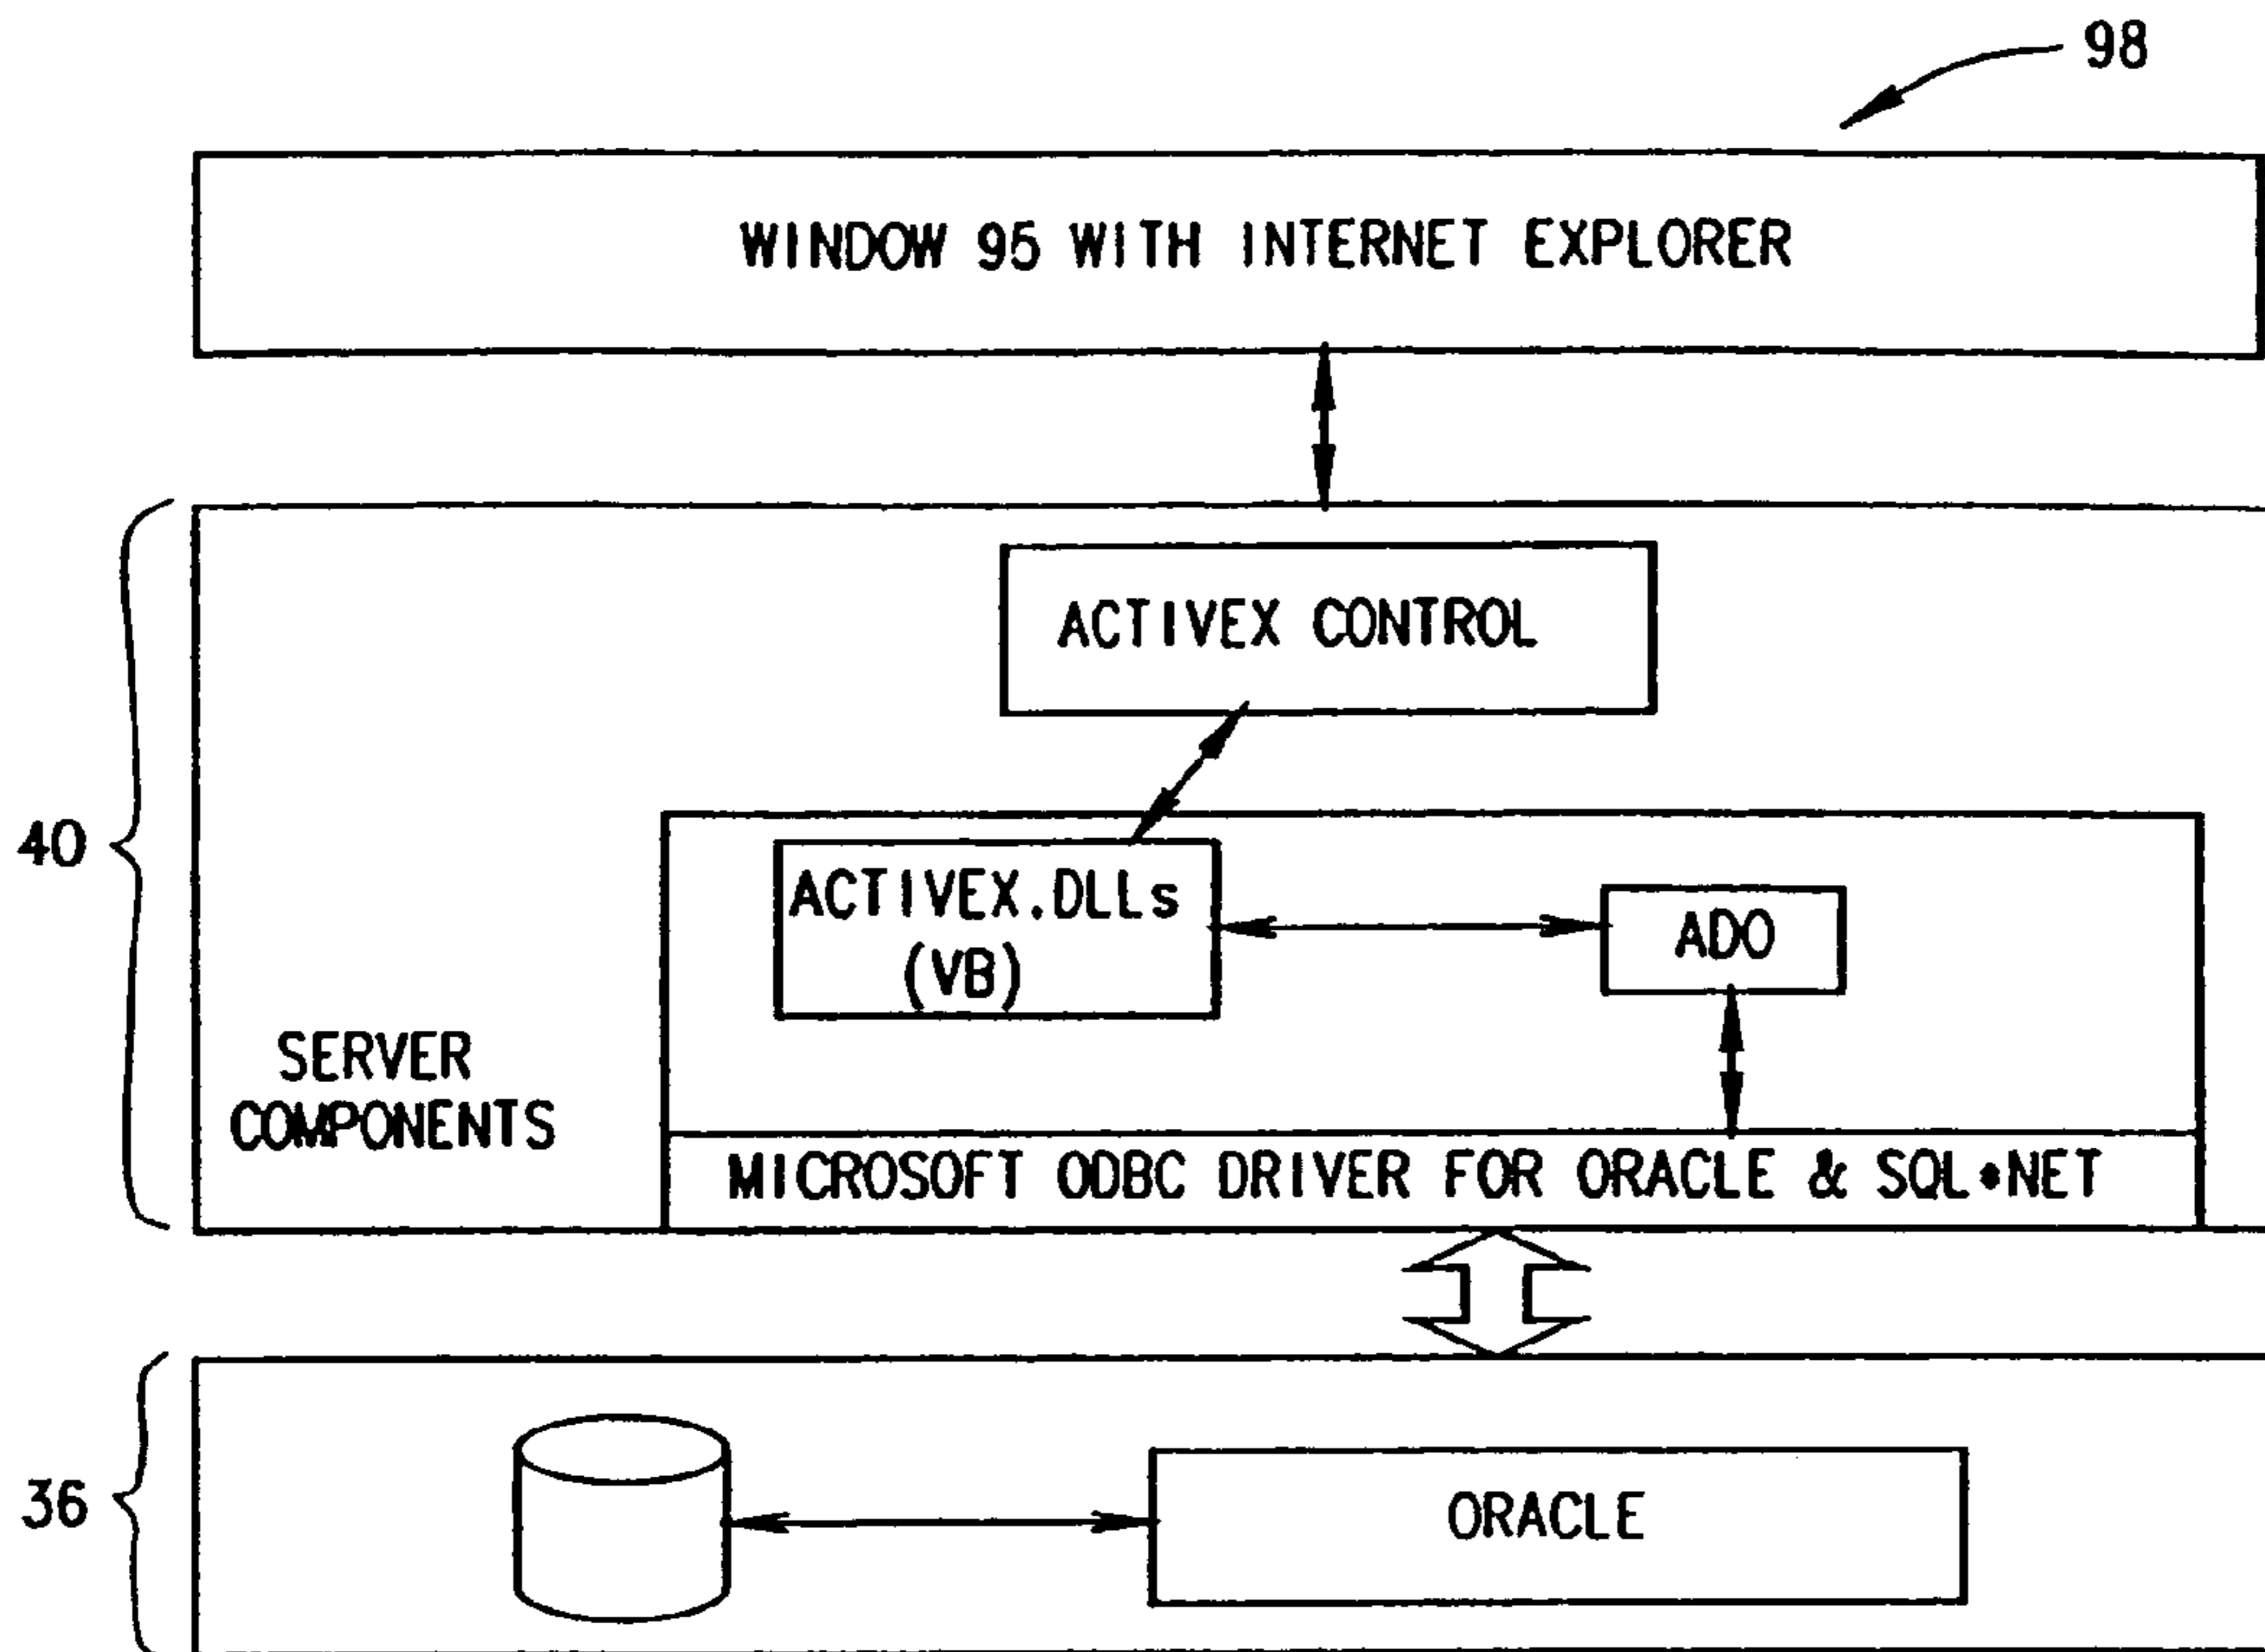 98
WINDOW 95 WITH INTERNET EXPLORER
ACTIVEX CONTROL
40
ACTIVEX.DLLs
(VB)
ADO
SERVER
COMPONENTS
MICROSOFT ODBC DRIVER FOR ORACLE & SQL•NET
36
ORACLE